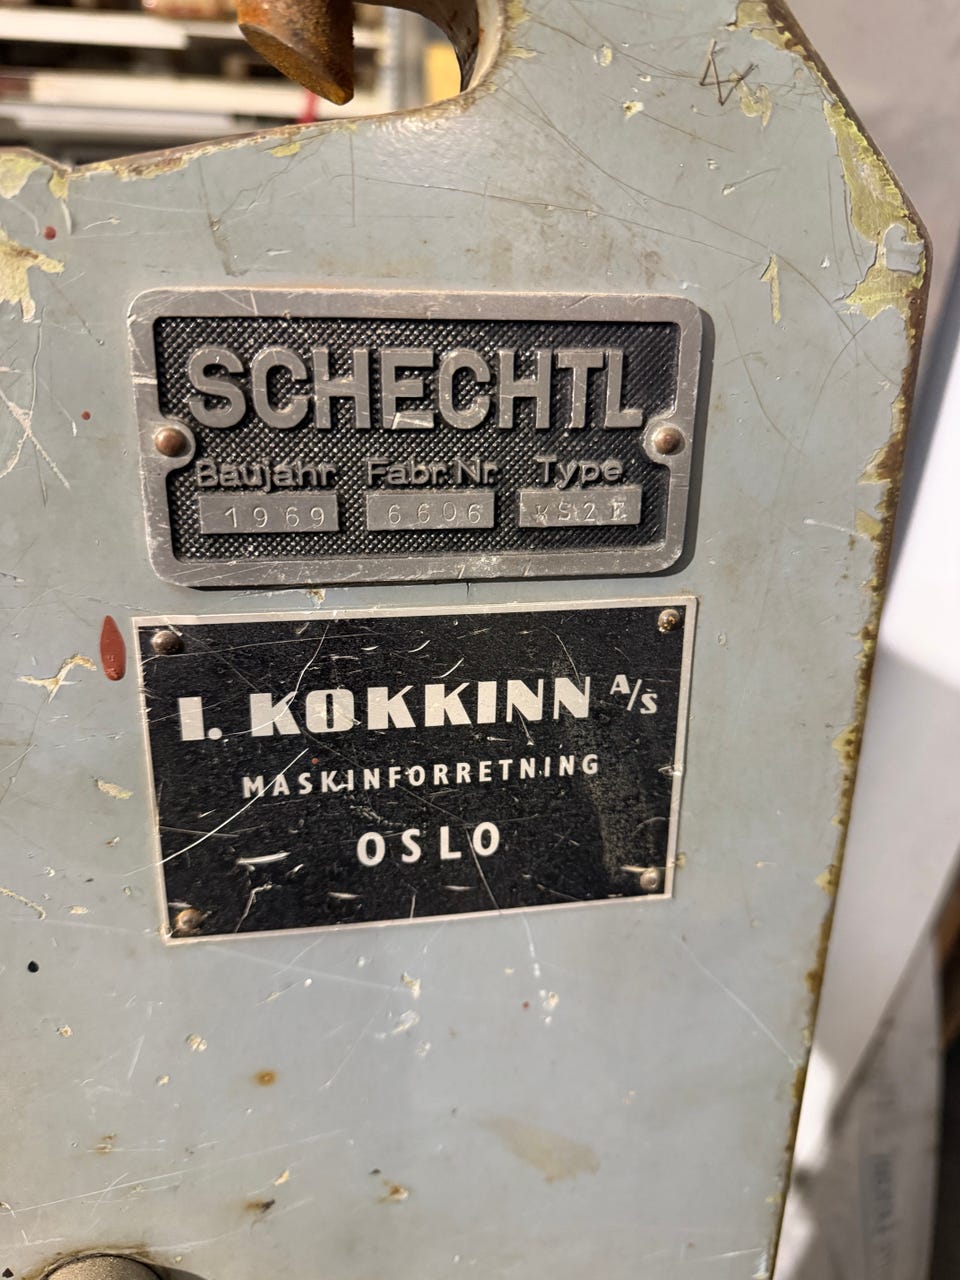 SCHECHTL
Baujahr Fabr.Nr. Type
1969 6606
I. KOKKINN A/S
MASKINFORRETNING
OSLO